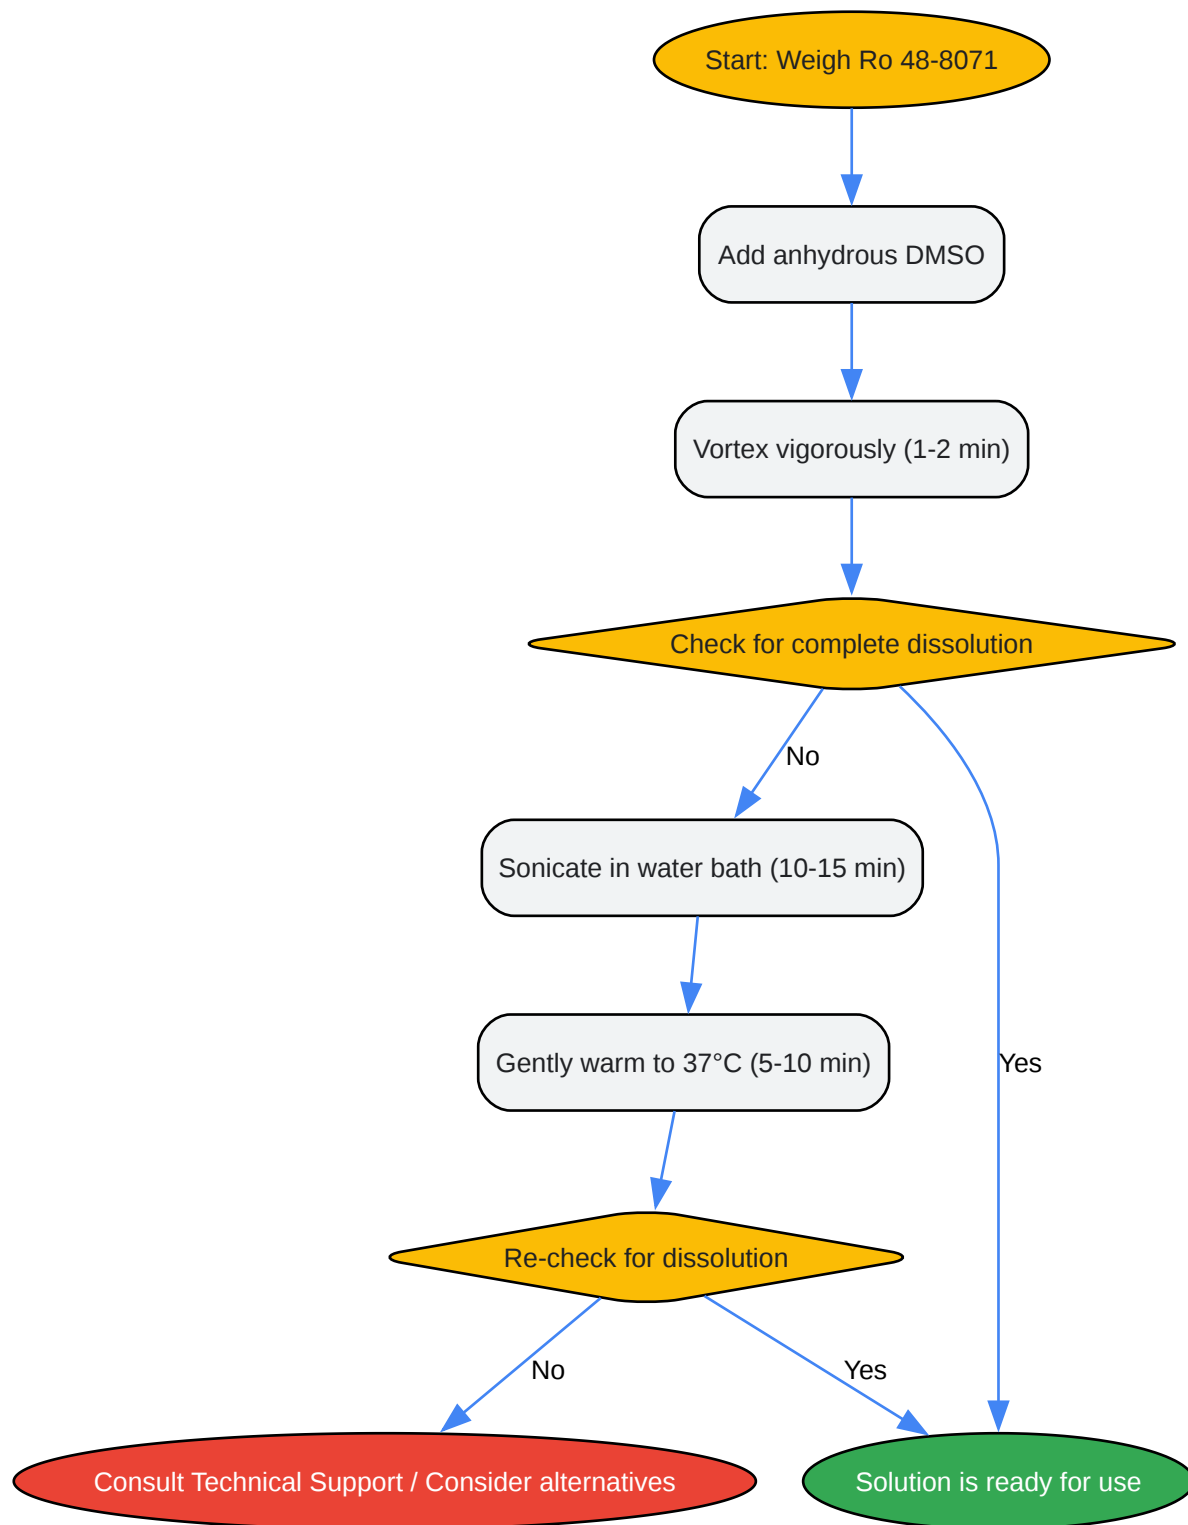 Start: Weigh Ro 48-8071
Add anhydrous DMSO
Vortex vigorously (1-2 min)
Check for complete dissolution
No
Sonicate in water bath (10-15 min)
Gently warm to 37°C (5-10 min)
Yes
Re-check for dissolution
No
Yes
Consult Technical Support / Consider alternatives
Solution is ready for use